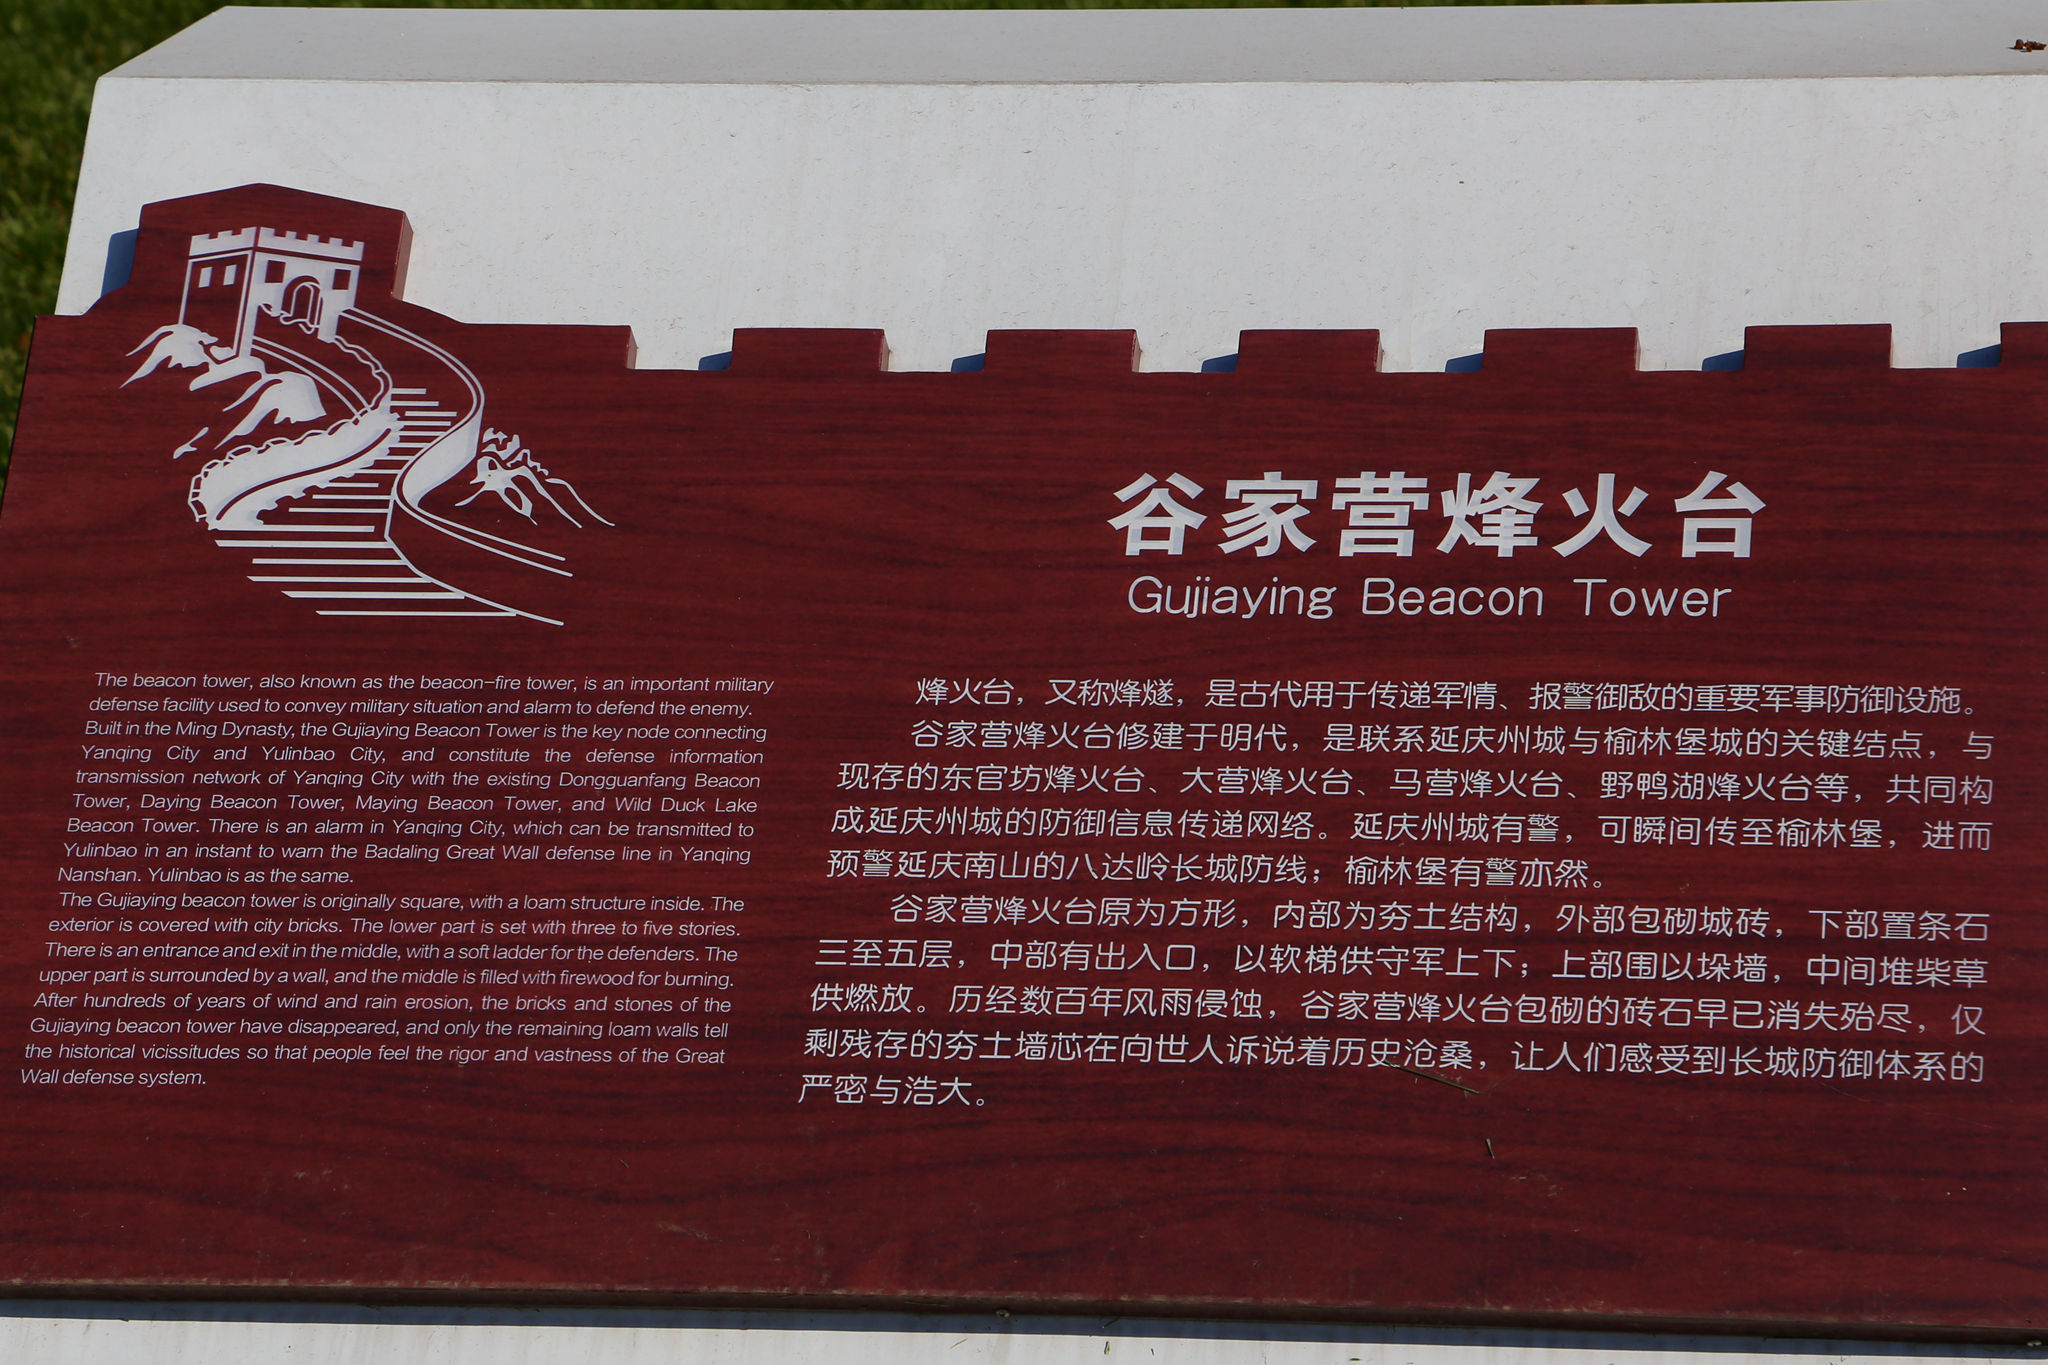 谷家营烽火台
Gujiaying Beacon Tower
The beacon tower, also known as the beacon-fire tower, is an important military
defense facility used to convey military situation and alarm to defend the enemy.
Built in the Ming Dynasty, the Gujiaying Beacon Tower is the key node connecting
Yanqing City and Yulinbao City, and constitute the defense information
transmission network of Yanqing City with the existing Dongguanfang Beacon
Tower, Daying Beacon Tower, Maying Beacon Tower, and Wild Duck Lake
Beacon Tower. There is an alarm in Yanqing City, which can be transmitted to
Yulinbao in an instant to warn the Badaling Great Wall defense line in Yanqing
Nanshan. Yulinbao is as the same.
The Gujiaying beacon tower is originally square, with a loam structure inside. The
exterior is covered with city bricks. The lower part is set with three to five stories.
There is an entrance and exit in the middle, with a soft ladder for the defenders. The
upper part is surrounded by a wall, and the middle is filled with firewood for burning.
After hundreds of years of wind and rain erosion, the bricks and stones of the
Gujiaying beacon tower have disappeared, and only the remaining loam walls tell
the historical vicissitudes so that people feel the rigor and vastness of the Great
Wall defense system.
烽火台，又称烽燧，是古代用于传递军情、报警御敌的重要军事防御设施。
谷家营烽火台修建于明代，是联系延庆州城与榆林堡城的关键结点，与
现存的东官坊烽火台、大营烽火台、马营烽火台、野鸭湖烽火台等，共同构
成延庆州城的防御信息传递网络。延庆州城有警，可瞬间传至榆林堡，进而
预警延庆南山的八达岭长城防线；榆林堡有警亦然。
谷家营烽火台原为方形，内部为夯土结构，外部包砌城砖，下部置条石
三至五层，中部有出入口，以软梯供守军上下；上部围以垛墙，中间堆柴草
供燃放。历经数百年风雨侵蚀，谷家营烽火台包砌的砖石早已消失殆尽，仅
剩残存的夯土墙芯在向世人诉说着历史沧桑，让人们感受到长城防御体系的
严密与浩大。